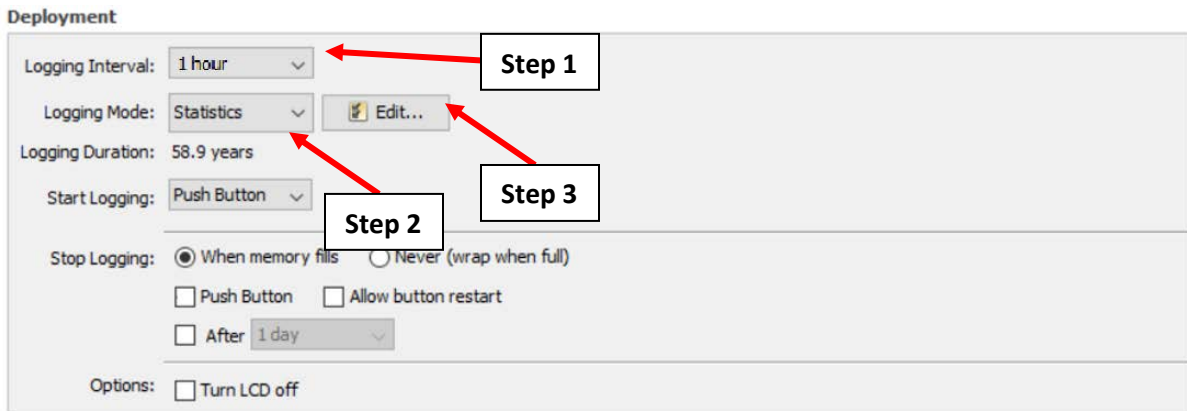 Deployment
Logging Interval: 1 hour
Step 1
Logging Mode: Statistics Edit...
Logging Duration: 58.9 years
Start Logging: Push Button
Step 3
Step 2
Stop Logging: When memory fills Never (wrap when full)
Push Button Allow button restart
After 1 day
Options: Turn LCD off